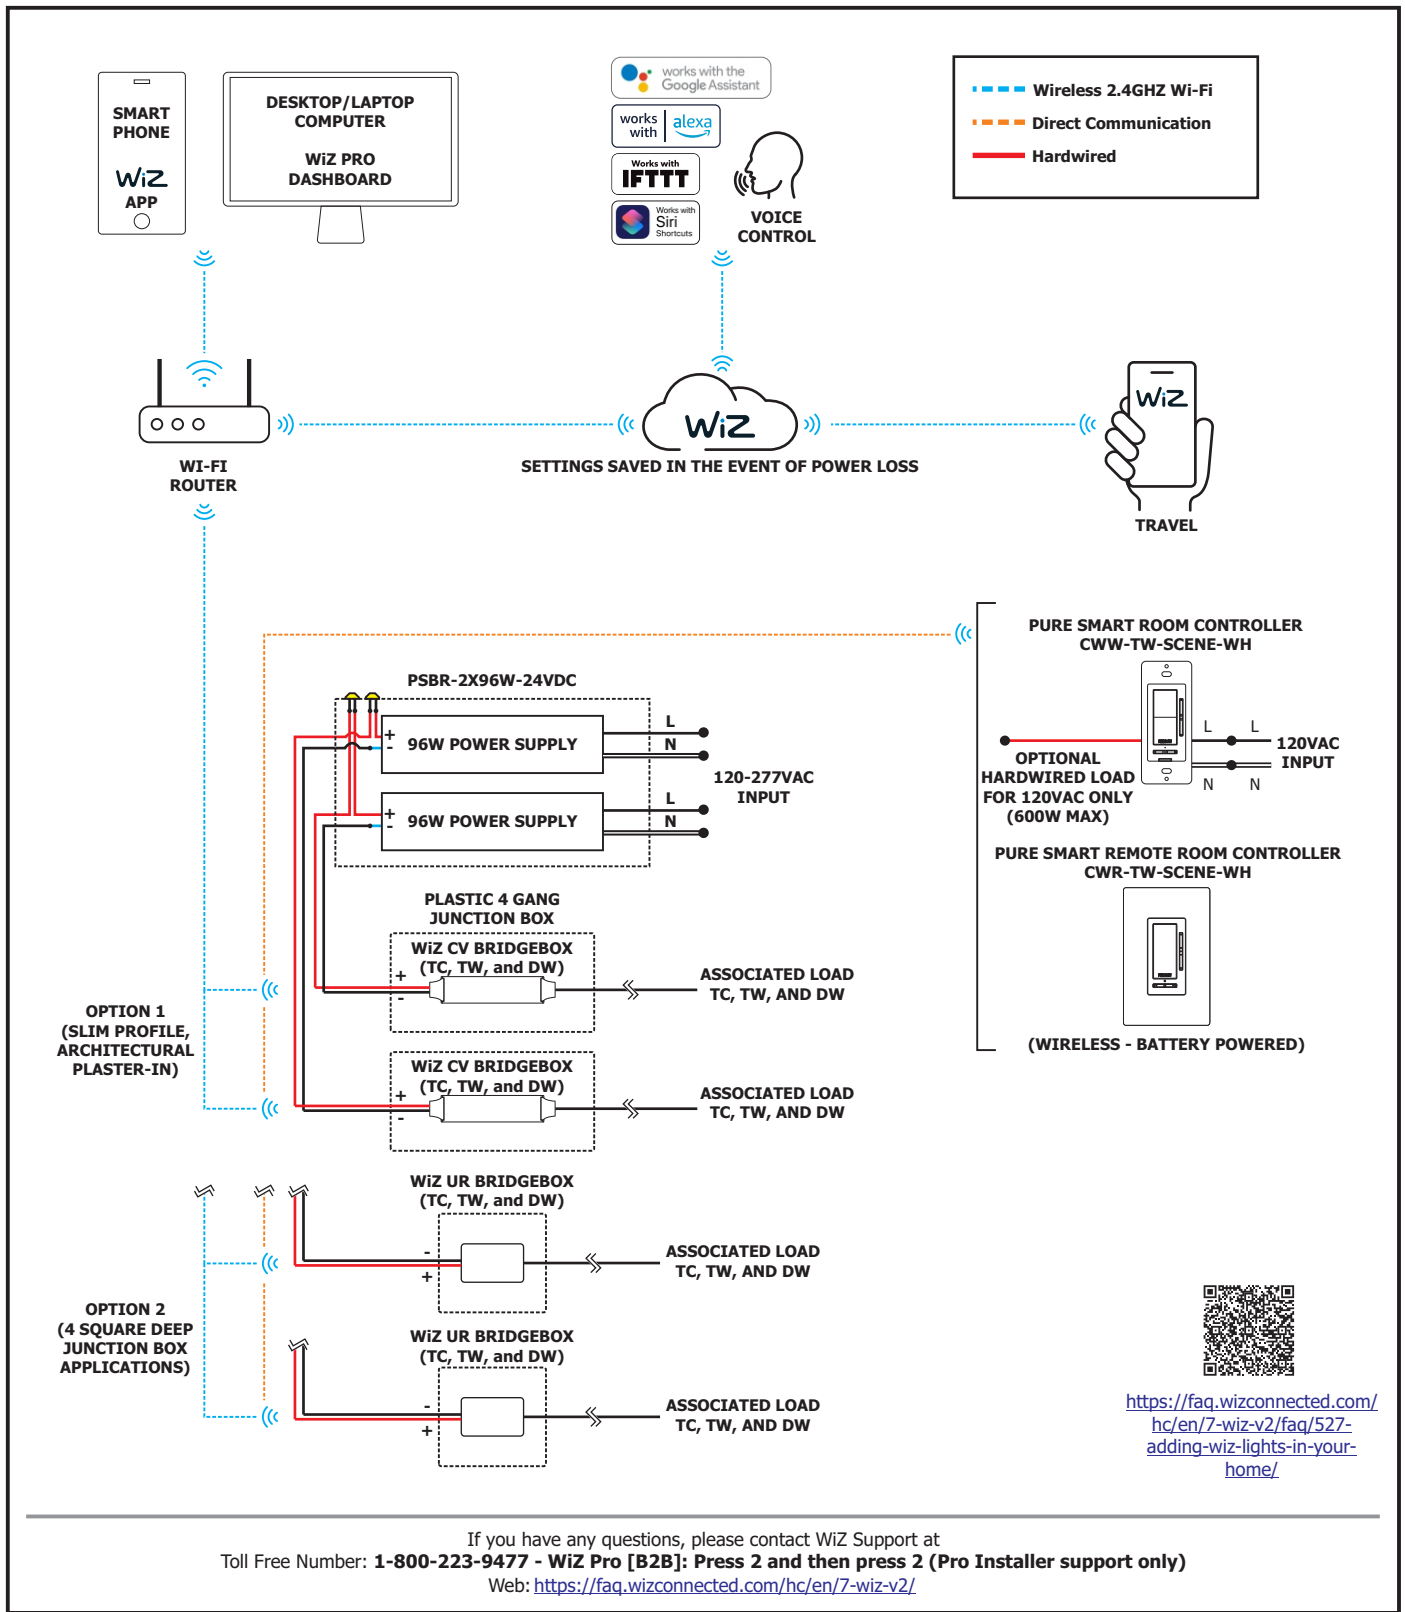 SMART
PHONE
WiZ
APP
DESKTOP/LAPTOP
COMPUTER
WiZ PRO
DASHBOARD
works with the
Google Assistant
works
with
alexa
Works with
IFTTT
Works with
Siri
Shortcuts
VOICE
CONTROL
Wireless 2.4GHZ Wi-Fi
Direct Communication
Hardwired
WI-FI
ROUTER
WiZ
SETTINGS SAVED IN THE EVENT OF POWER LOSS
WiZ
TRAVEL
PSBR-2X96W-24VDC
+
-
96W POWER SUPPLY
L
N
+
-
96W POWER SUPPLY
L
N
120-277VAC
INPUT
PURE SMART ROOM CONTROLLER
CWW-TW-SCENE-WH
L L
N N
120VAC
INPUT
OPTIONAL
HARDWIRED LOAD
FOR 120VAC ONLY
(600W MAX)
PURE SMART REMOTE ROOM CONTROLLER
CWR-TW-SCENE-WH
(WIRELESS - BATTERY POWERED)
OPTION 1
(SLIM PROFILE,
ARCHITECTURAL
PLASTER-IN)
PLASTIC 4 GANG
JUNCTION BOX
WiZ CV BRIDGEBOX
(TC, TW, and DW)
+
-
ASSOCIATED LOAD
TC, TW, AND DW
WiZ CV BRIDGEBOX
(TC, TW, and DW)
+
-
ASSOCIATED LOAD
TC, TW, AND DW
OPTION 2
(4 SQUARE DEEP
JUNCTION BOX
APPLICATIONS)
WiZ UR BRIDGEBOX
(TC, TW, and DW)
-
+
ASSOCIATED LOAD
TC, TW, AND DW
WiZ UR BRIDGEBOX
(TC, TW, and DW)
-
+
ASSOCIATED LOAD
TC, TW, AND DW
https://faq.wizconnected.com/
hc/en/7-wiz-v2/faq/527-
adding-wiz-lights-in-your-
home/
If you have any questions, please contact WiZ Support at
Toll Free Number: 1-800-223-9477 - WiZ Pro [B2B]: Press 2 and then press 2 (Pro Installer support only)
Web: https://faq.wizconnected.com/hc/en/7-wiz-v2/